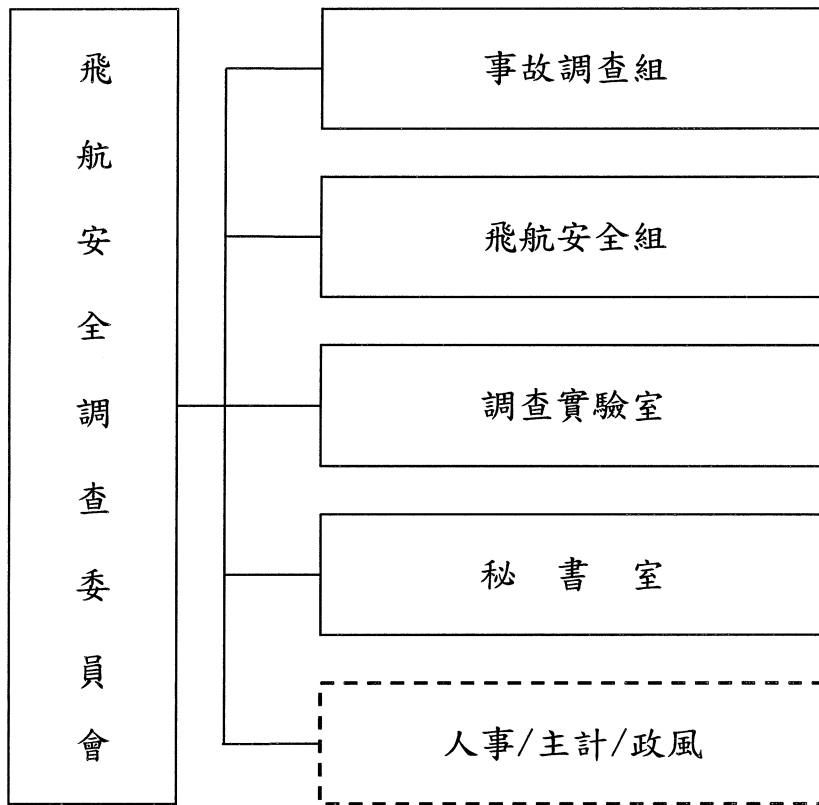 飛航安全調查委員會
事故調查組
飛航安全組
調查實驗室
秘書室
人事/主計/政風